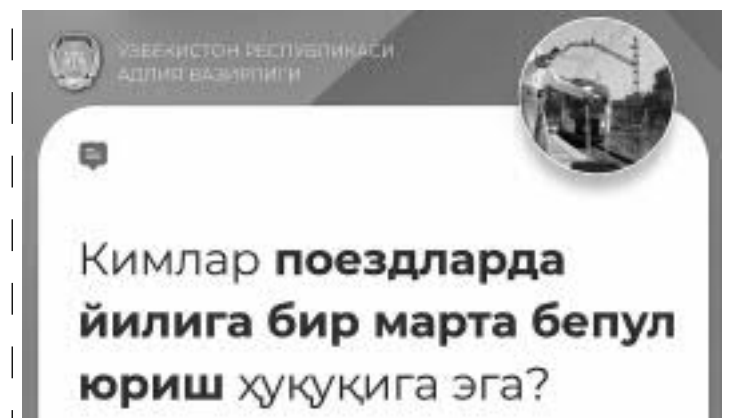 ЎЗБЕКИСТОН РЕСПУБЛИКАСИ
АДЛИЯ ВАЗИРЛИГИ
Кимлар поездларда
йилига бир марта бепул
юриш ҳуқуқига эга?